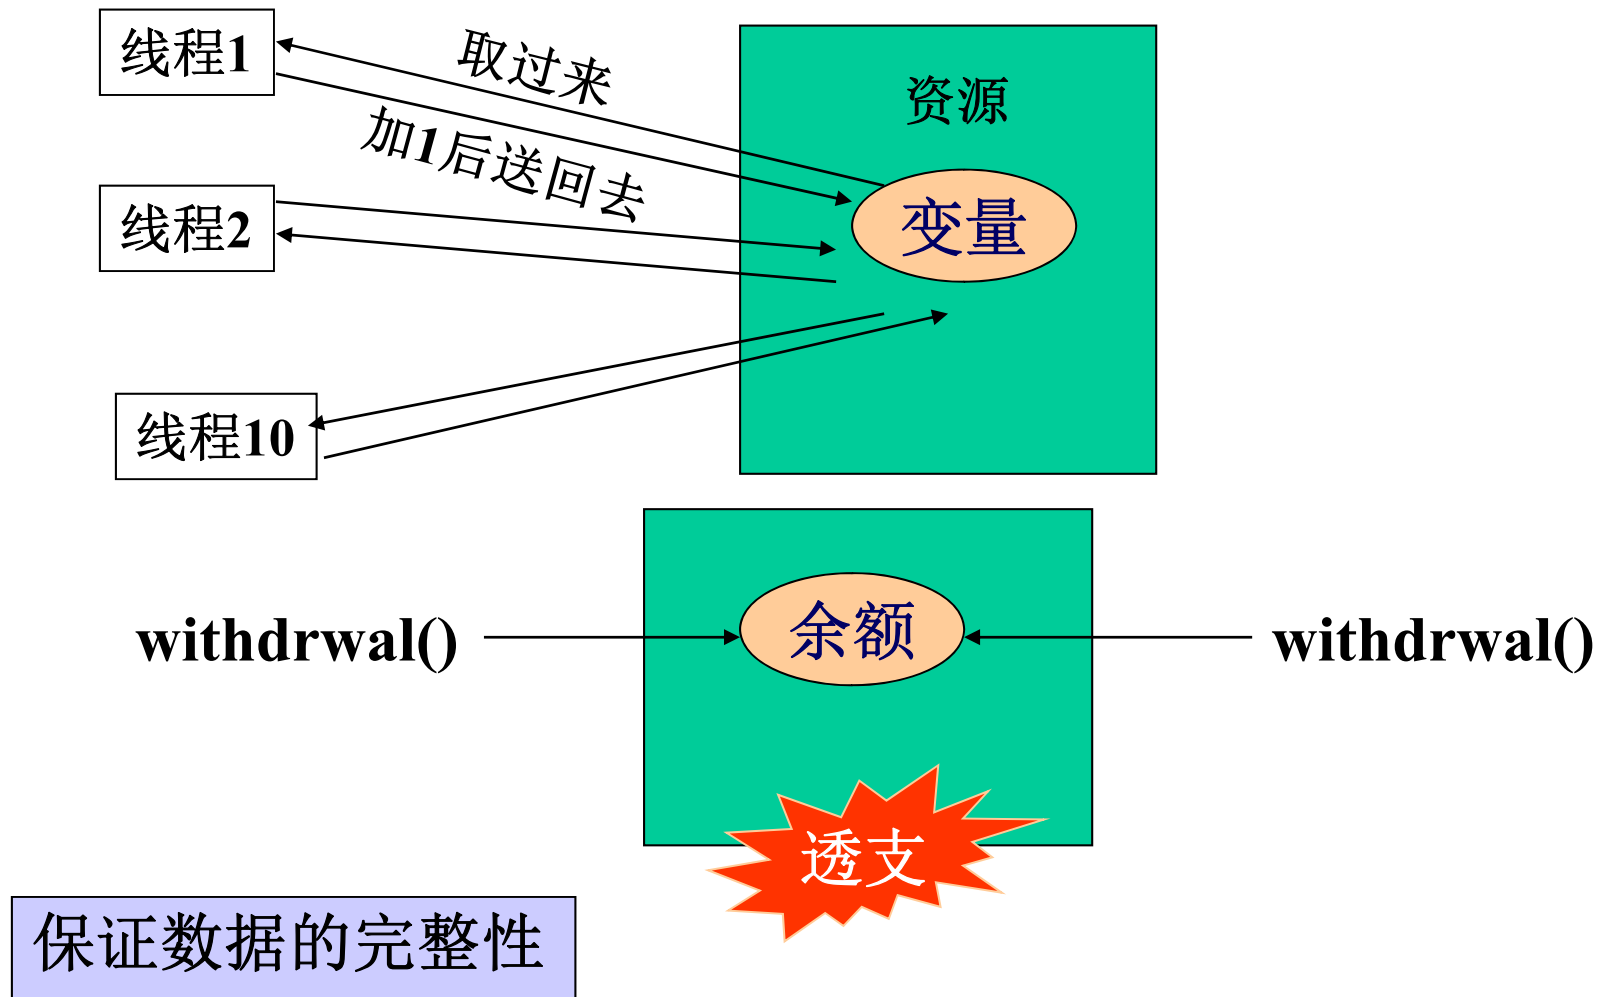 线程1
取过来
资源
加1后送回去
线程2
变量
线程10
withdrwal()
余额
withdrwal()
透支
保证数据的完整性